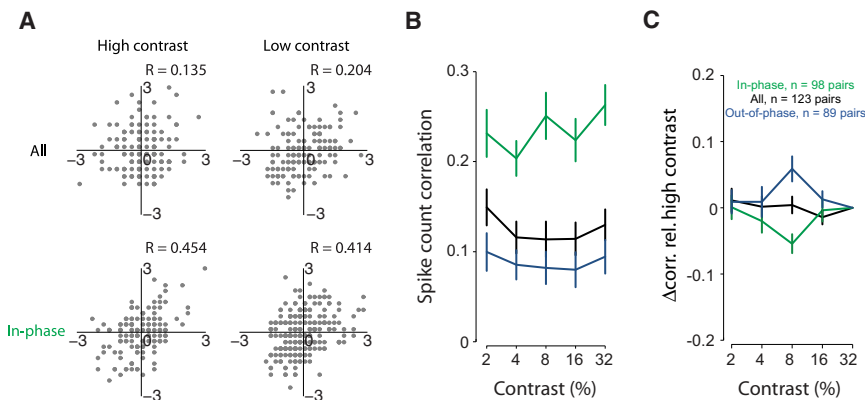 A
High contrast
Low contrast
R = 0.135
R = 0.204
All
3
−3
0
3
−3
3
−3
0
3
−3
R = 0.454
R = 0.414
In-phase
3
−3
0
3
−3
3
−3
0
3
−3
B
Spike count correlation
0.3
0.2
0.1
0
2 4 8 16 32
Contrast (%)
C
Δcorr. rel. high contrast
0.2
0.1
0
-0.1
-0.2
In-phase, n = 98 pairs
All, n = 123 pairs
Out-of-phase, n = 89 pairs
2 4 8 16 32
Contrast (%)